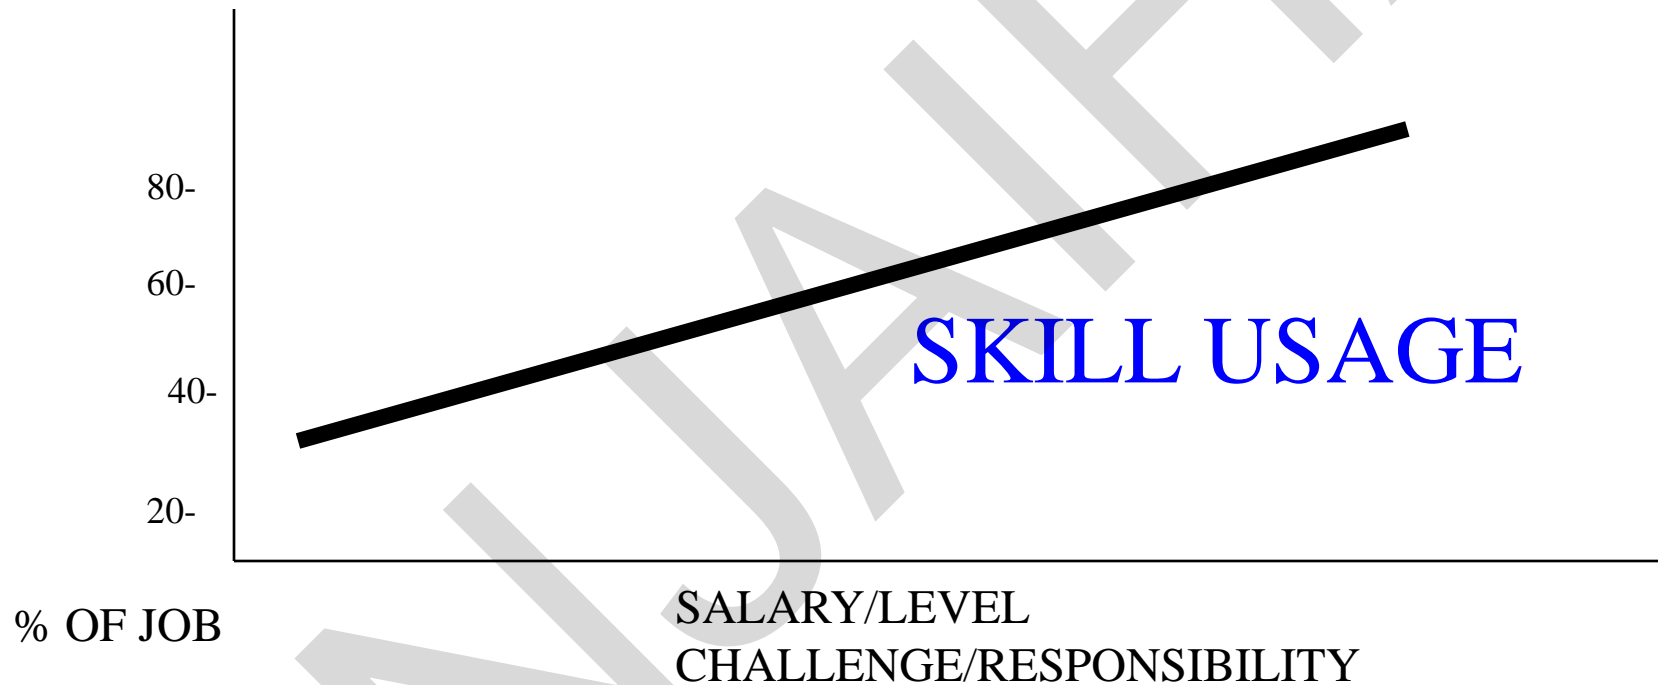 80-
60-
SKILL USAGE
40-
20-
% OF JOB
SALARY/LEVEL
CHALLENGE/RESPONSIBILITY